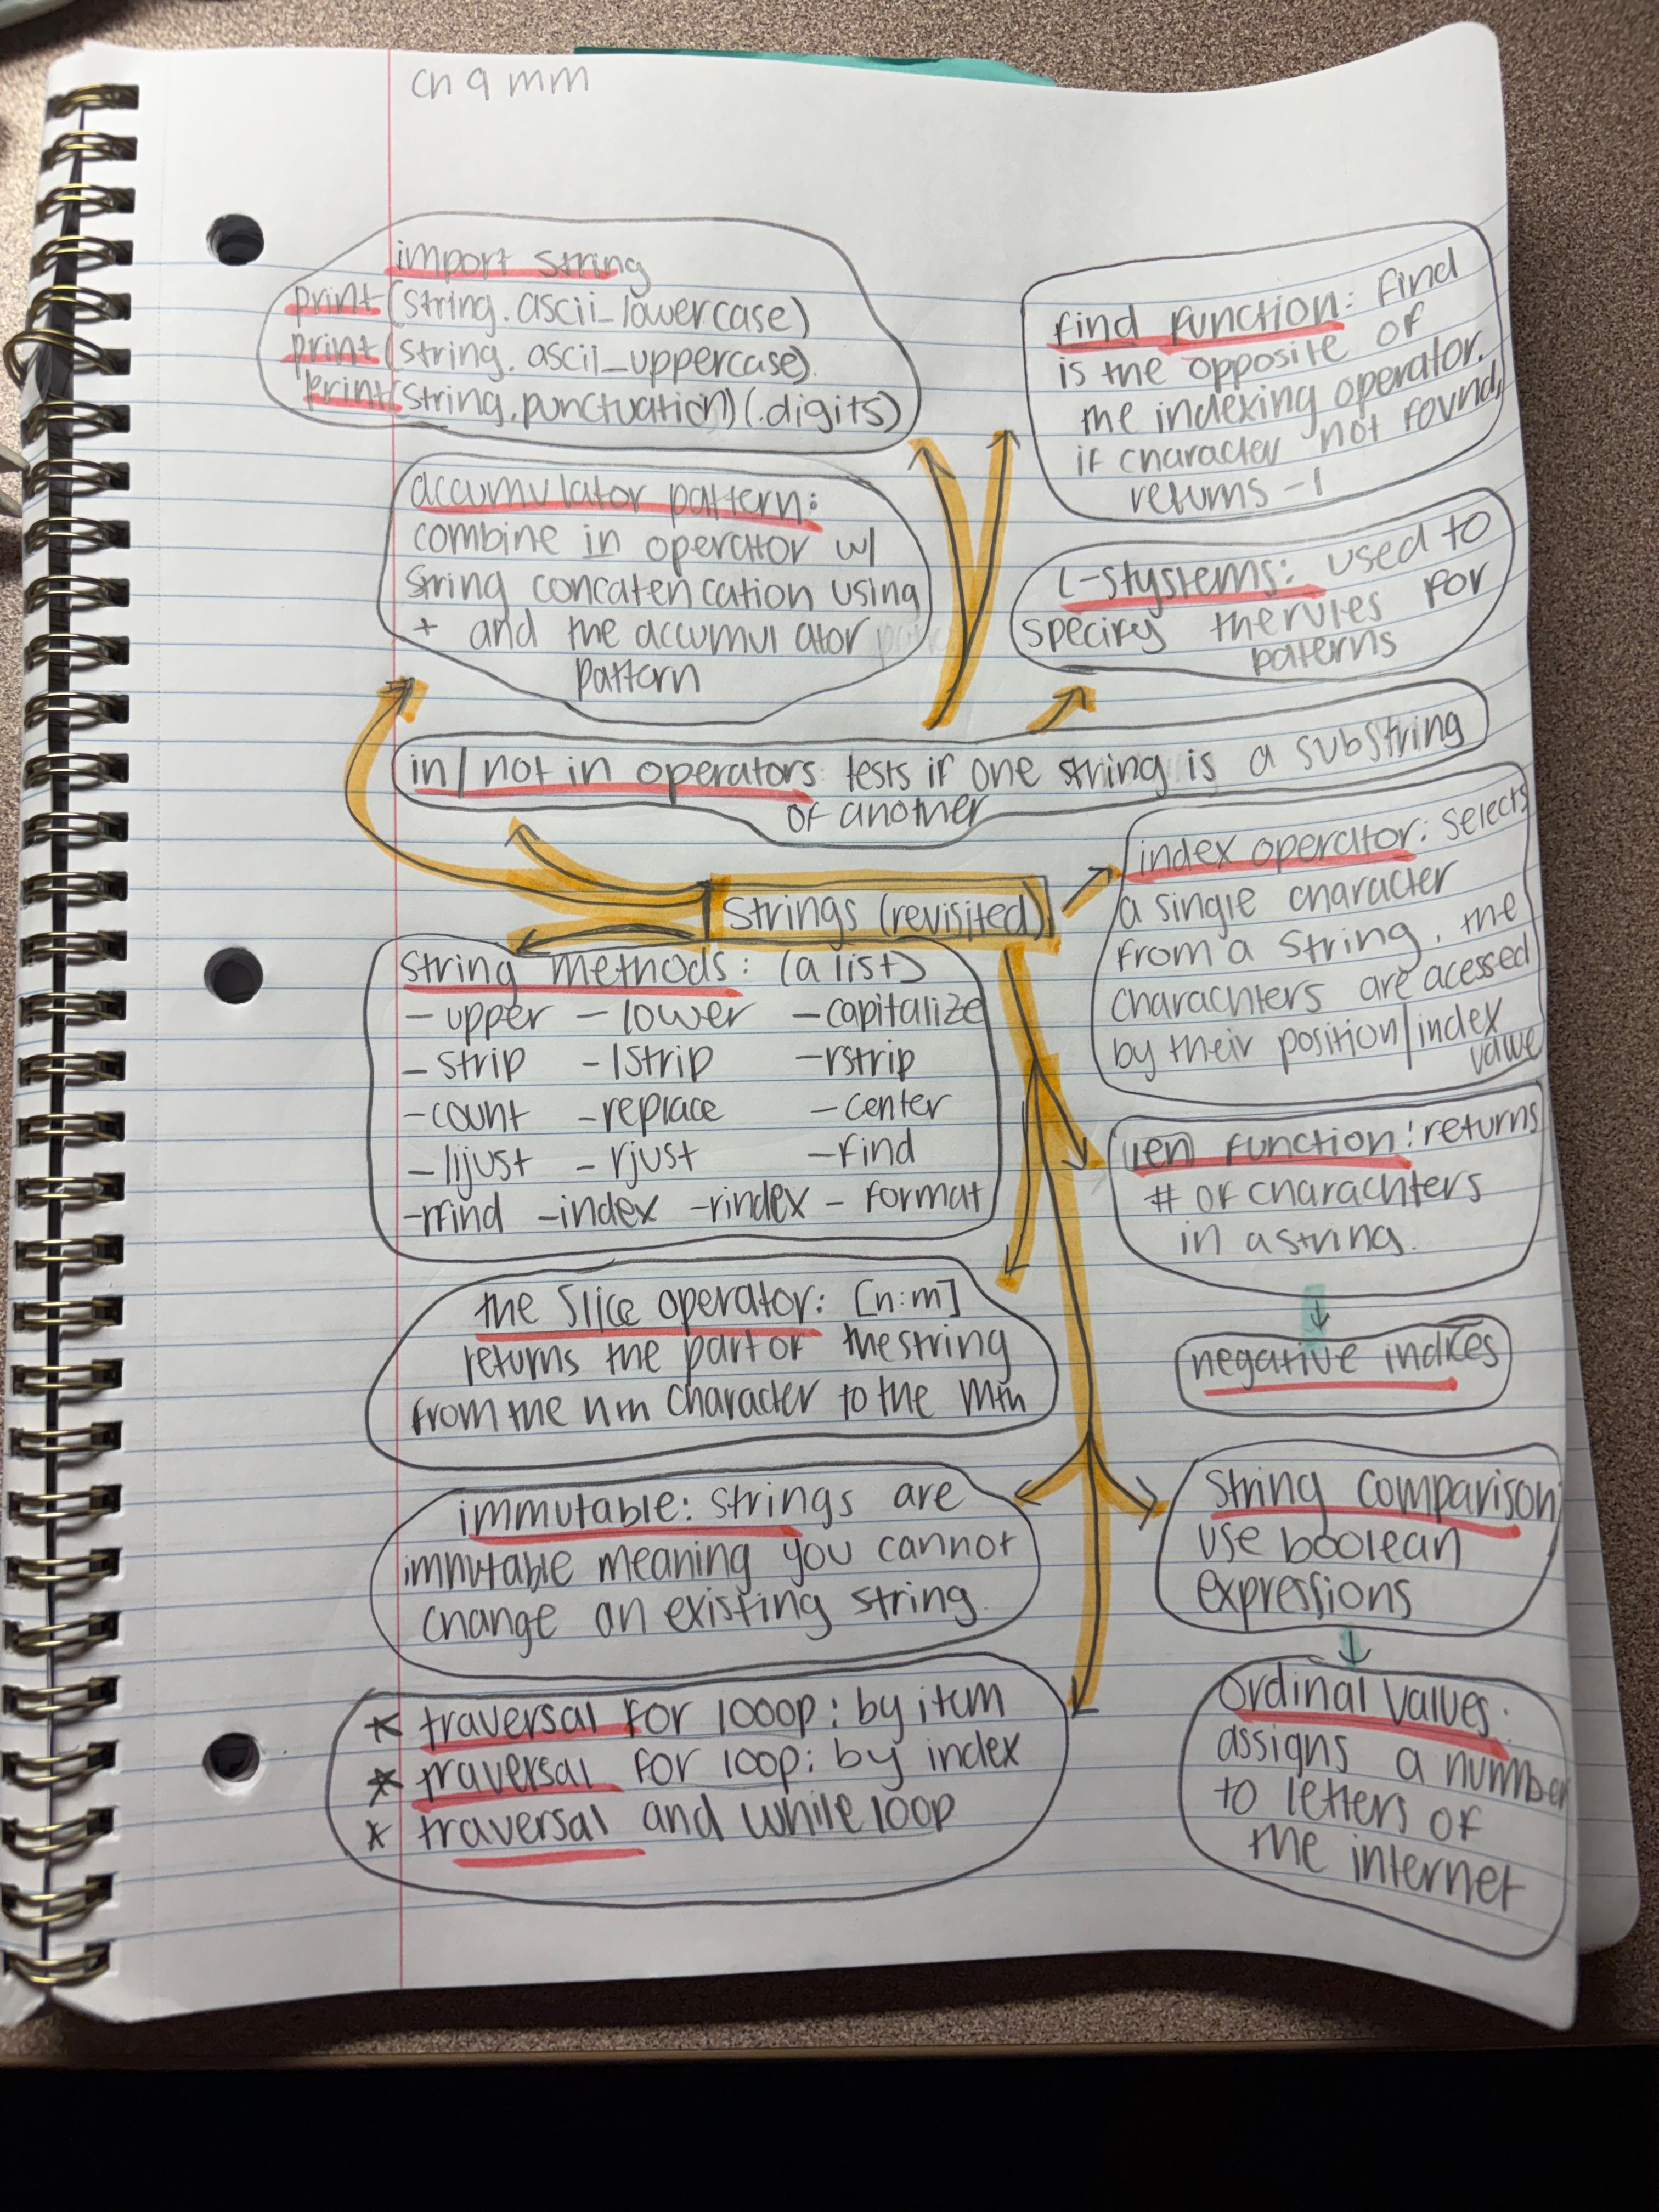 ch 9 mm
import string
print(string.ascii_lowercase)
print(string.ascii_uppercase)
print(string.punctuation)(.digits)
find function: find
is the opposite of
the indexing operator.
if character not found,
returns -1
accumulator pattern:
combine in operator w/
string concatencation using
+ and the accumulator
pattern
L-stystems: used to
specify the rules for
paterns
in/not in operators: tests if one string is a substring
of another
Strings (revisited)
index operator: selects
a single character
from a string. the
charachters are acessed
by their position/index
value
string methods: (a list)
- upper - lower - capitalize
- strip - lstrip - rstrip
- count - replace - center
- lijust - rjust - find
- rfind - index - rindex - format
len function: returns
# of charachters
in a string.
negative indices
the slice operator: [n:m]
returns the part of the string
from the nth character to the mth
immutable: strings are
immutable meaning you cannot
change an existing string.
string comparison
use boolean
expressions
ordinal values:
assigns a number
to letters of
the internet
* traversal for looop: by item
* traversal for loop: by index
* traversal and while loop